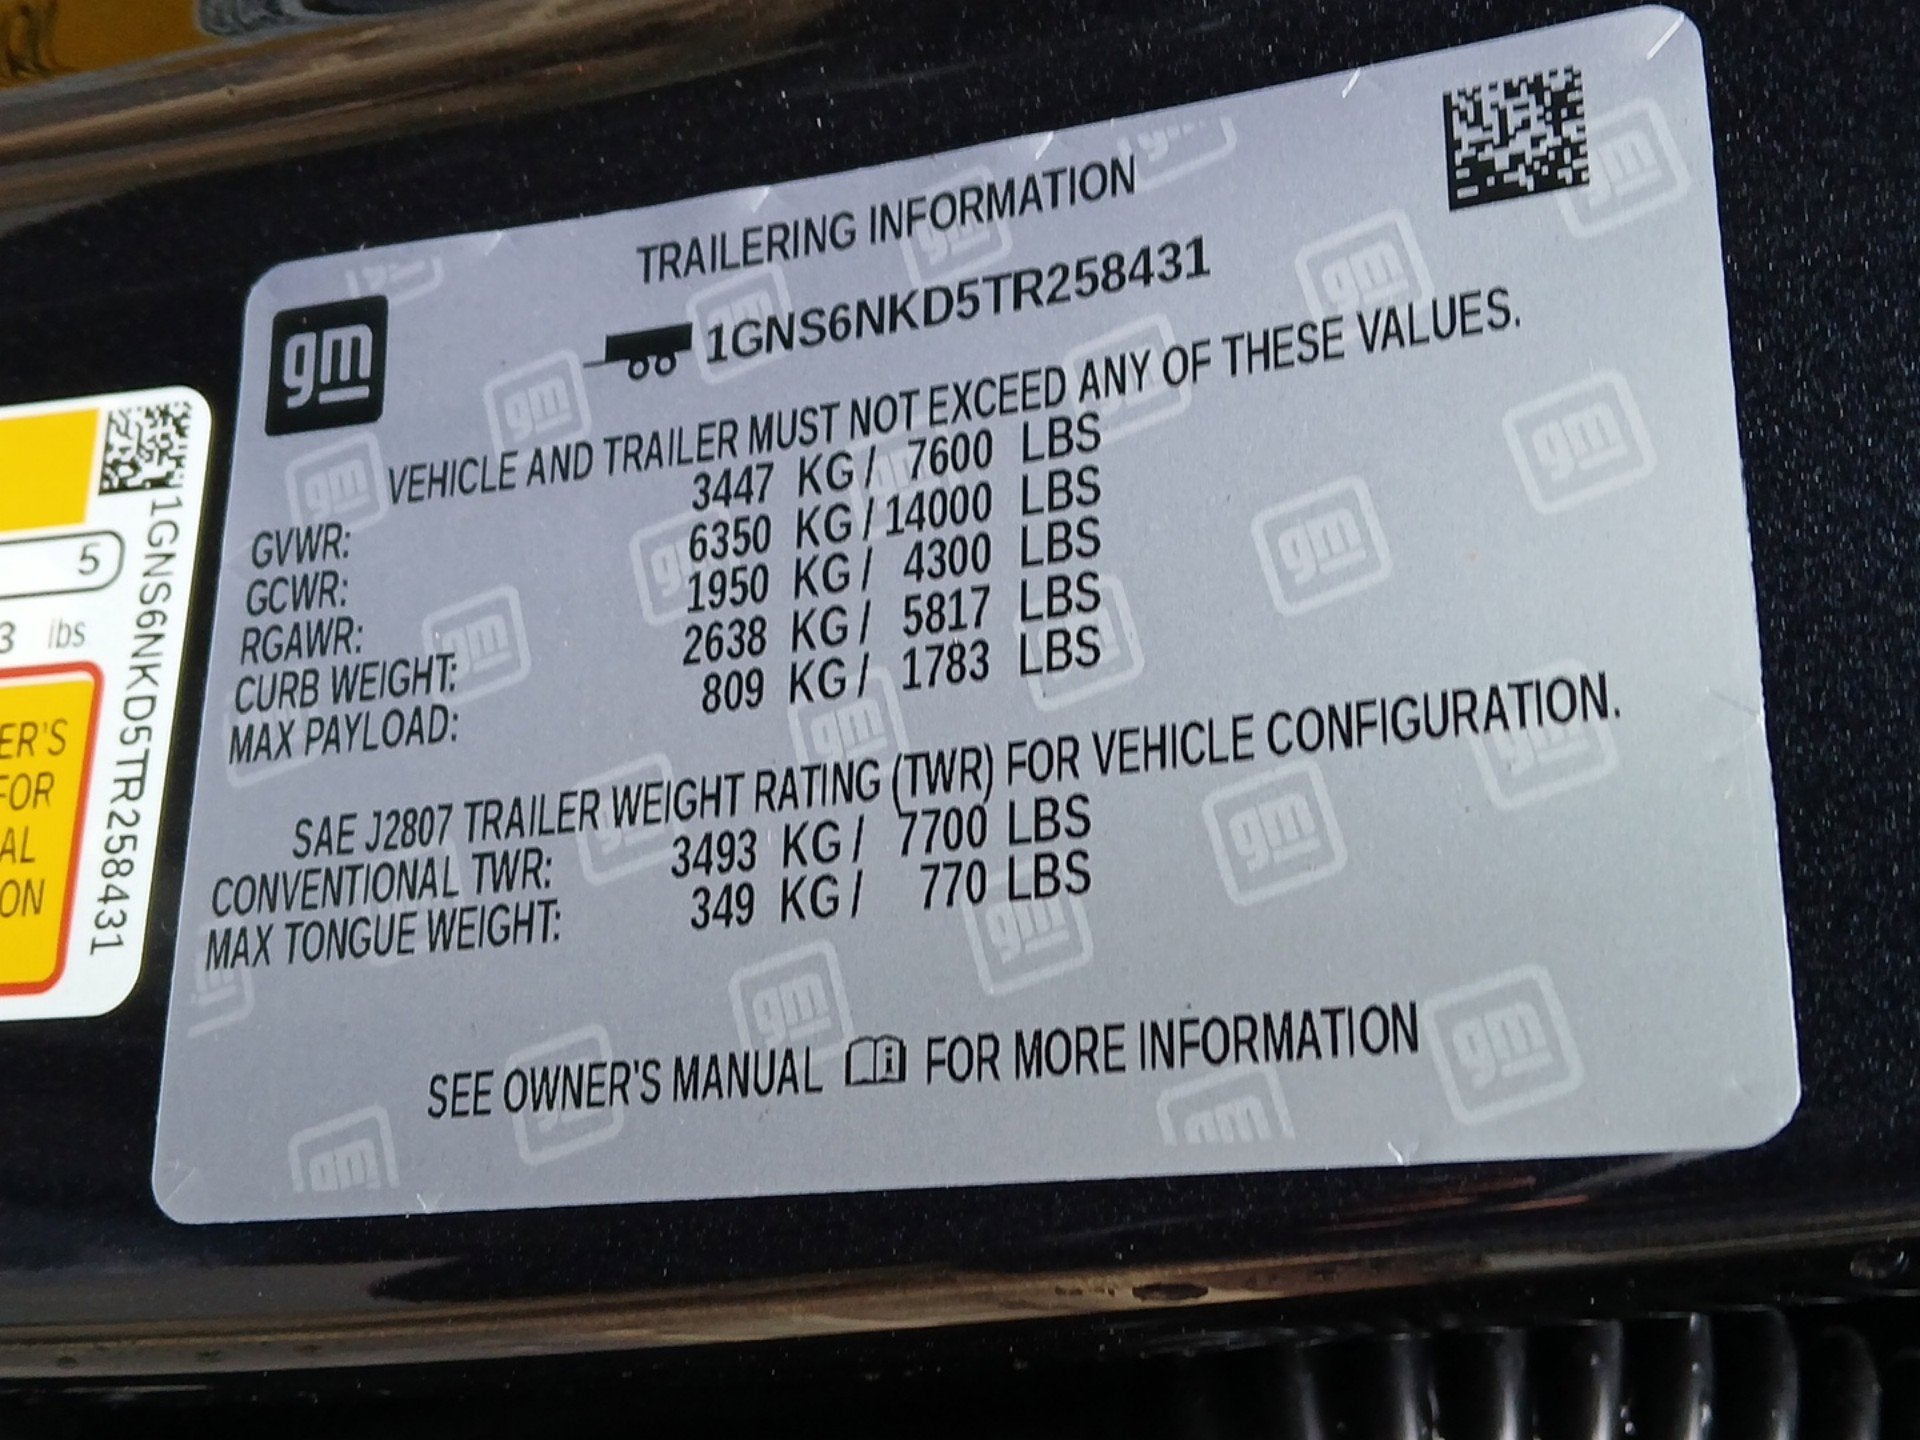 TRAILERING INFORMATION
gm
1GNS6NKD5TR258431
VEHICLE AND TRAILER MUST NOT EXCEED ANY OF THESE VALUES.
GVWR: 3447 KG / 7600 LBS
GCWR: 6350 KG / 14000 LBS
RGAWR: 1950 KG / 4300 LBS
CURB WEIGHT: 2638 KG / 5817 LBS
MAX PAYLOAD: 809 KG / 1783 LBS
SAE J2807 TRAILER WEIGHT RATING (TWR) FOR VEHICLE CONFIGURATION.
CONVENTIONAL TWR: 3493 KG / 7700 LBS
MAX TONGUE WEIGHT: 349 KG / 770 LBS
SEE OWNER'S MANUAL FOR MORE INFORMATION
1GNS6NKD5TR258431
5
3 lbs
ER'S
FOR
AL
ON